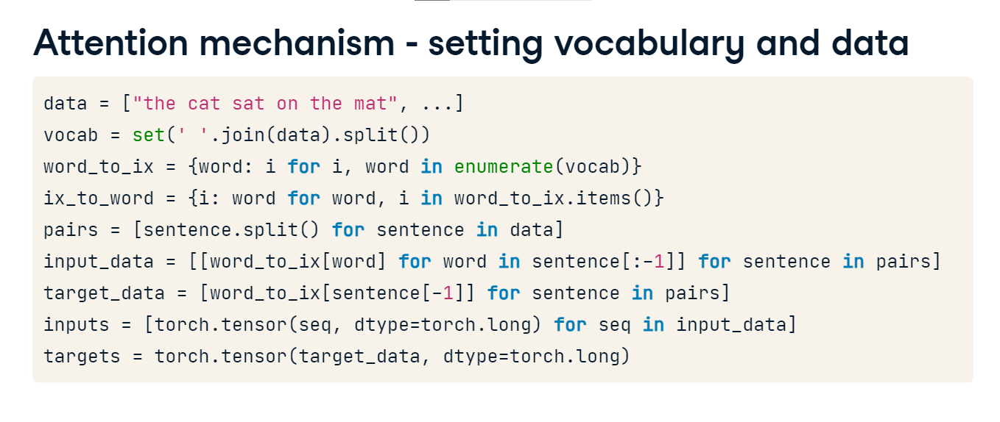 Attention mechanism - setting vocabulary and data
data = ["the cat sat on the mat", ...]
vocab = set(' '.join(data).split())
word_to_ix = {word: i for i, word in enumerate(vocab)}
ix_to_word = {i: word for word, i in word_to_ix.items()}
pairs = [sentence.split() for sentence in data]
input_data = [[word_to_ix[word] for word in sentence[:-1]] for sentence in pairs]
target_data = [word_to_ix[sentence[-1]] for sentence in pairs]
inputs = [torch.tensor(seq, dtype=torch.long) for seq in input_data]
targets = torch.tensor(target_data, dtype=torch.long)